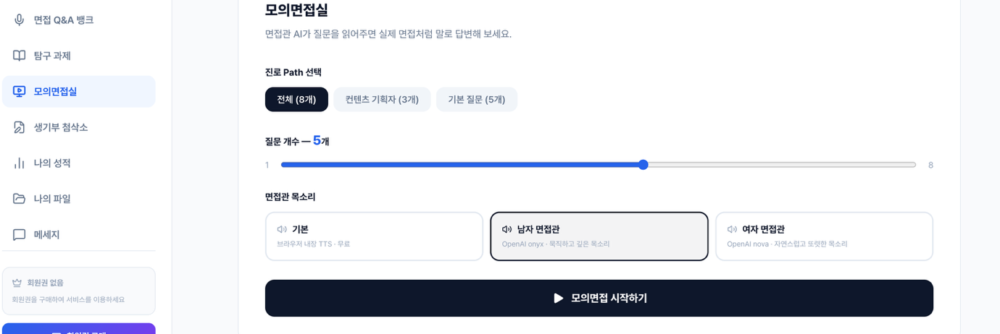 면접 Q&A 뱅크
탐구 과제
모의면접실
생기부 첨삭소
나의 성적
나의 파일
메세지
회원권 없음
회원권을 구매하여 서비스를 이용하세요
모의면접실
면접관 AI가 질문을 읽어주면 실제 면접처럼 말로 답변해 보세요.
진로 Path 선택
전체 (8개)
컨텐츠 기획자 (3개)
기본 질문 (5개)
질문 개수 — 5개
1
8
면접관 목소리
기본
브라우저 내장 TTS · 무료
남자 면접관
OpenAI onyx · 묵직하고 깊은 목소리
여자 면접관
OpenAI nova · 자연스럽고 또렷한 목소리
모의면접 시작하기